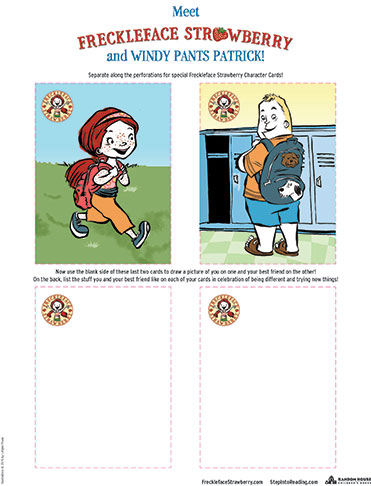 Meet
FRECKLEFACE STRAWBERRY
and WINDY PANTS PATRICK!
Separate along the perforations for special Freckleface Strawberry Character Cards!
Now use the blank side of these last two cards to draw a picture of you on one and your best friend on the other!
On the back, list the stuff you and your best friend like on each of your cards in celebration of being different and trying new things!
FrecklefaceStrawberry.com StepIntoReading.com RANDOM HOUSE